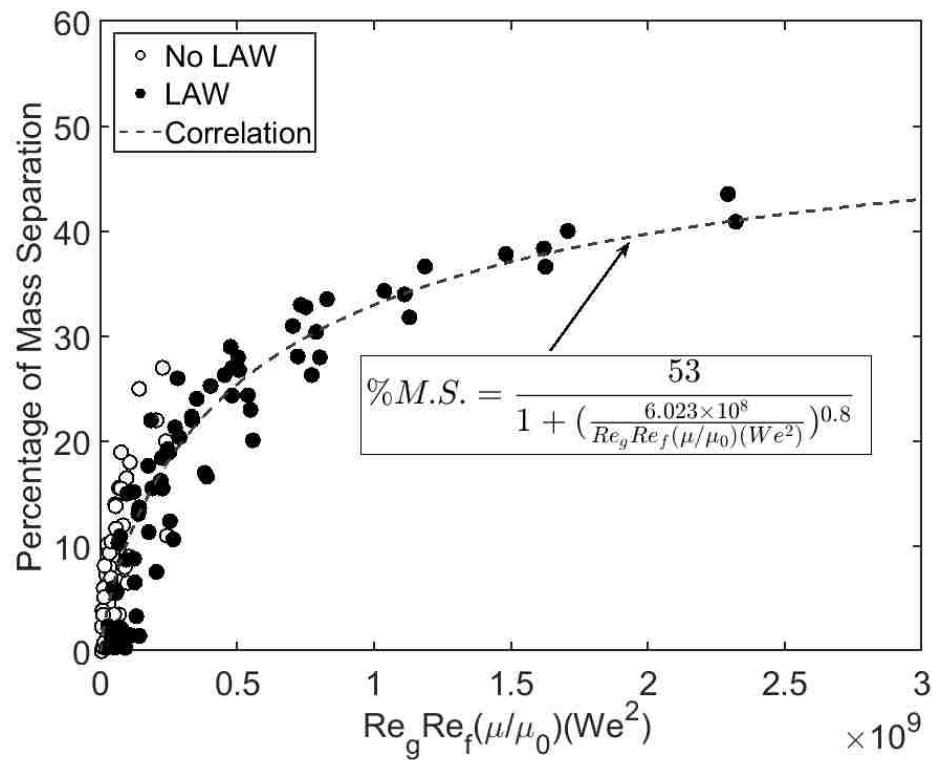 60
50
40
30
20
10
0
Percentage of Mass Separation
No LAW
LAW
Correlation
%M.S. = 53 / 1 + (6.023×10^8 / Re_g Re_f(μ/μ_0)(We^2))^0.8
0 0.5 1 1.5 2 2.5 3
×10^9
Re_g Re_f(μ/μ_0)(We^2)